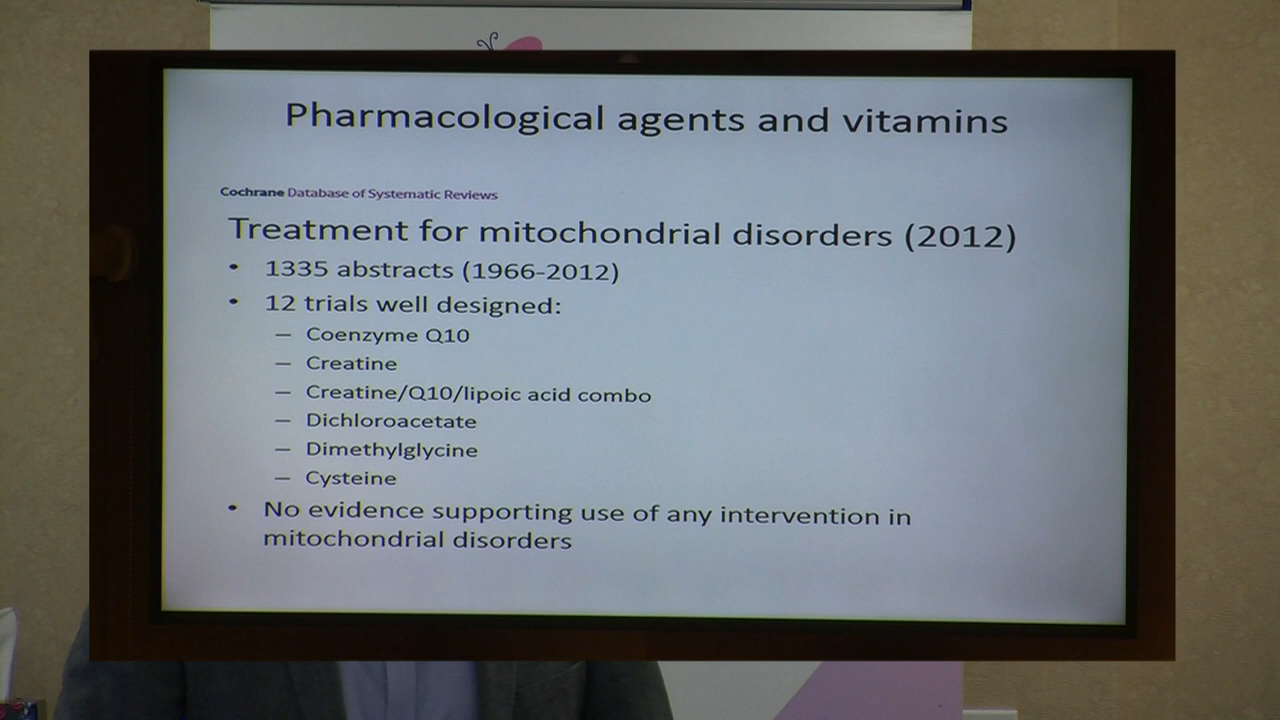 Pharmacological agents and vitamins
Cochrane Database of Systematic Reviews
Treatment for mitochondrial disorders (2012)
• 1335 abstracts (1966-2012)
• 12 trials well designed:
– Coenzyme Q10
– Creatine
– Creatine/Q10/lipoic acid combo
– Dichloroacetate
– Dimethylglycine
– Cysteine
• No evidence supporting use of any intervention in
mitochondrial disorders